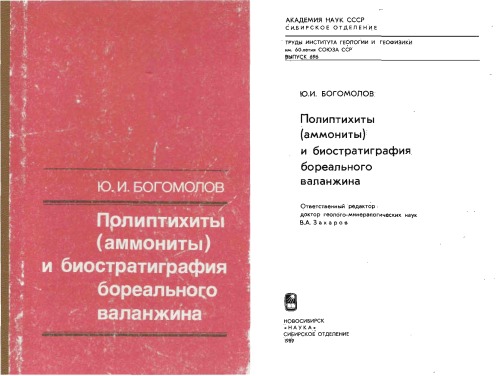 Ю. И. БОГОМОЛОВ
Полиптихиты
(аммониты)
и биостратиграфия
бореального
валанжина
АКАДЕМИЯ НАУК СССР
СИБИРСКОЕ ОТДЕЛЕНИЕ
ТРУДЫ ИНСТИТУТА ГЕОЛОГИИ И ГЕОФИЗИКИ
им. 60-летия СОЮЗА ССР
ВЫПУСК 696
Ю.И. БОГОМОЛОВ
Полиптихиты
(аммониты)
и биостратиграфия
бореального
валанжина
Ответственный редактор
доктор геолого-минералогических наук
В.А. Захаров
НОВОСИБИРСК
«НАУКА»
СИБИРСКОЕ ОТДЕЛЕНИЕ
1989